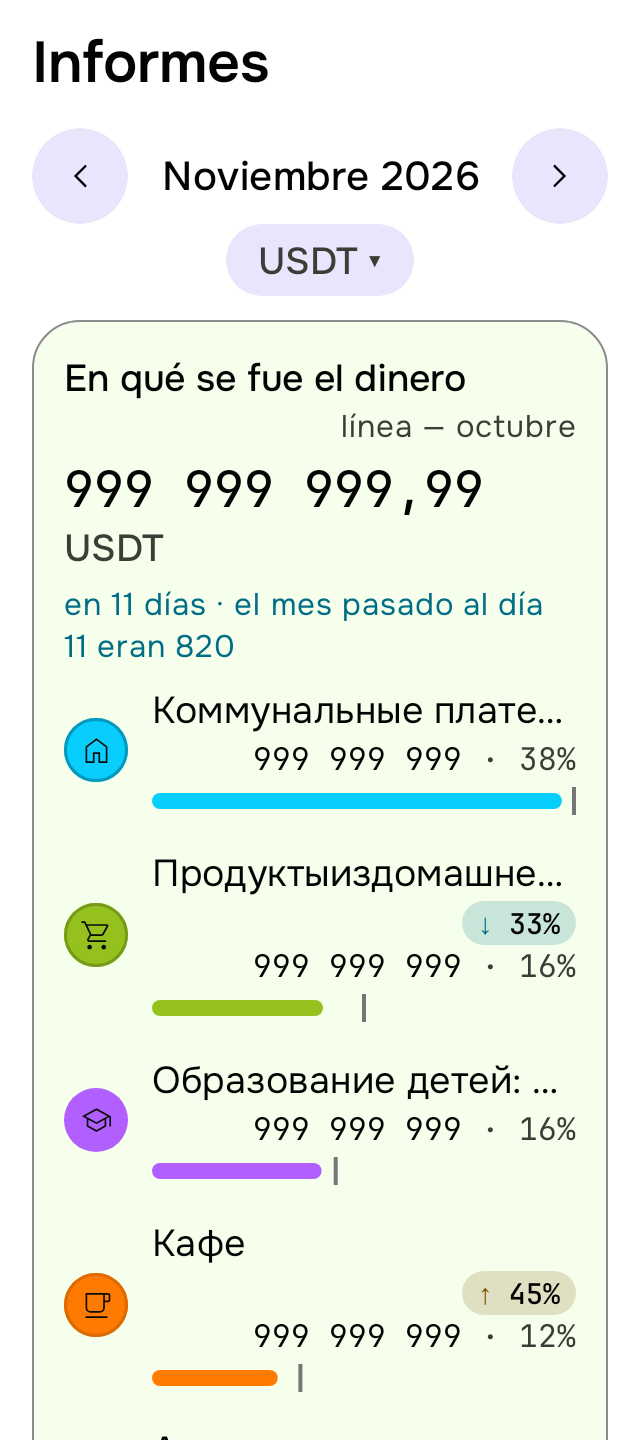 Informes
Noviembre 2026
USDT ▾
En qué se fue el dinero
línea — octubre
999 999 999,99
USDT
en 11 días · el mes pasado al día
11 eran 820
Коммунальные плате...
999 999 999 · 38%
Продуктыиздомашне...
↓ 33%
999 999 999 · 16%
Образование детей: ...
999 999 999 · 16%
Кафе
↑ 45%
999 999 999 · 12%